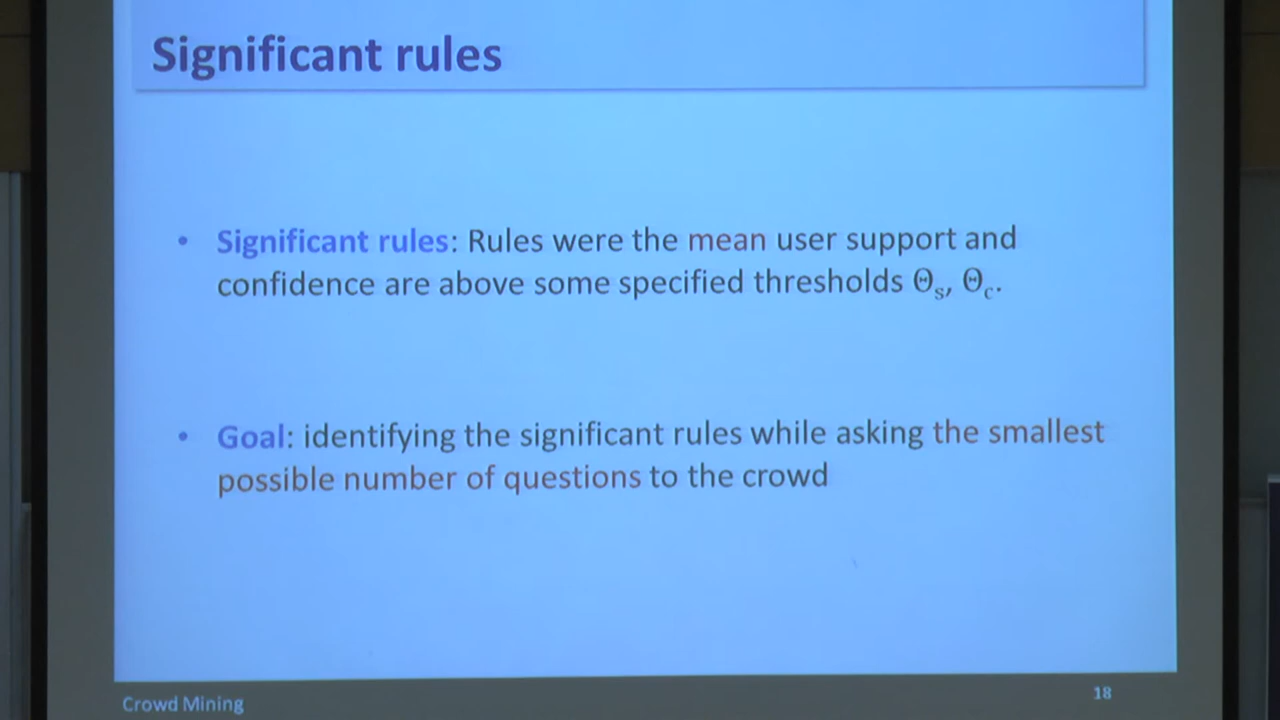 Significant rules
• Significant rules: Rules were the mean user support and
confidence are above some specified thresholds Θs, Θc.
• Goal: identifying the significant rules while asking the smallest
possible number of questions to the crowd
Crowd Mining
18